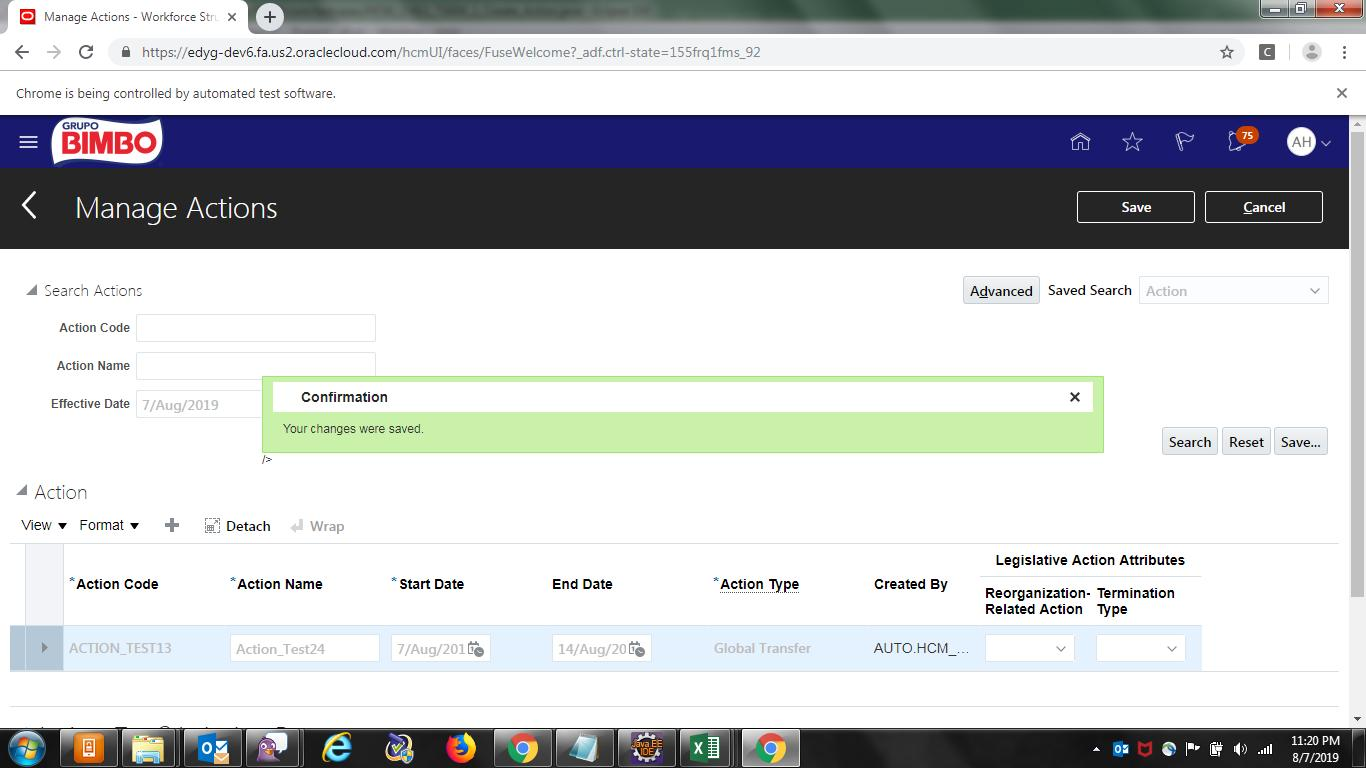 Manage Actions - Workforce Stru
https://edyg-dev6.fa.us2.oraclecloud.com/hcmUI/faces/FuseWelcome?_adf.ctrl-state=155frq1fms_92
C
Chrome is being controlled by automated test software.
GRUPO
BIMBO
75
AH
Manage Actions
Save
Cancel
Search Actions
Advanced
Saved Search
Action
Action Code
Action Name
Effective Date
7/Aug/2019
Confirmation
Your changes were saved.
/>
Search
Reset
Save...
Action
View
Format
Detach
Wrap
Legislative Action Attributes
*Action Code
*Action Name
*Start Date
End Date
*Action Type
Created By
Reorganization-
Related Action
Termination
Type
ACTION_TEST13
Action_Test24
7/Aug/201
14/Aug/20
Global Transfer
AUTO.HCM_...
Java EE
IDE
11:20 PM
8/7/2019